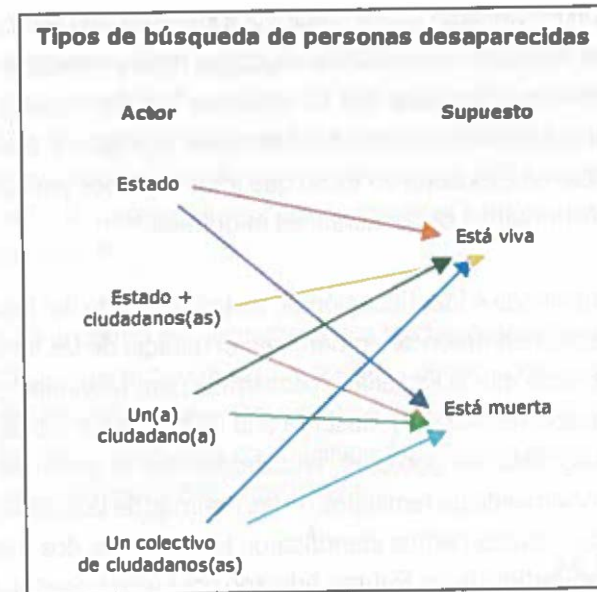 Tipos de búsqueda de personas desaparecidas
Actor
Supuesto
Estado
Está viva
Estado +
ciudadanos(as)
Un(a)
ciudadano(a)
Está muerta
Un colectivo
de ciudadanos(as)